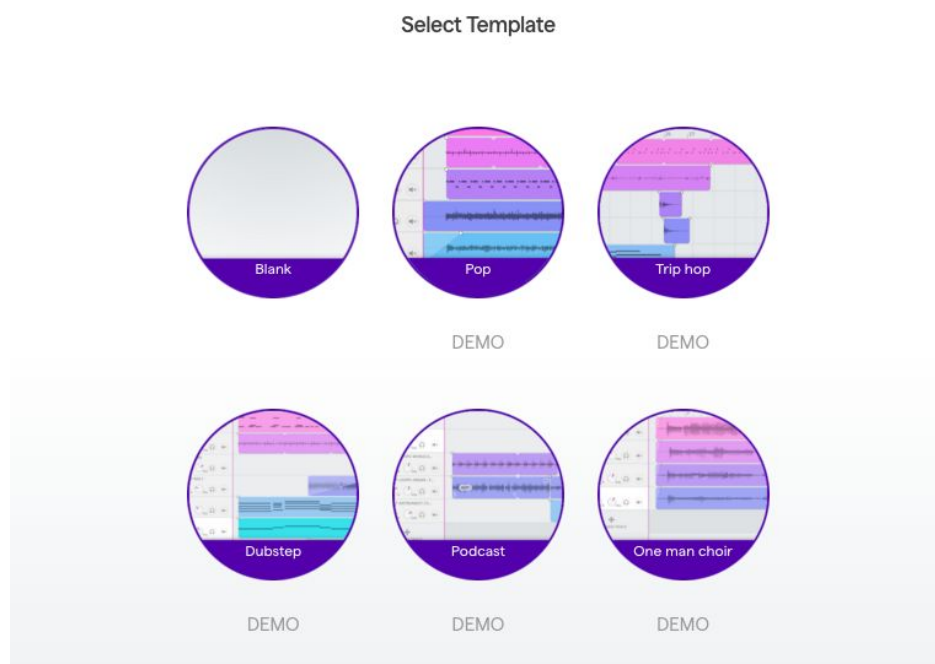 Select Template
Blank
Pop
Trip hop
DEMO
DEMO
Dubstep
Podcast
One man choir
DEMO
DEMO
DEMO